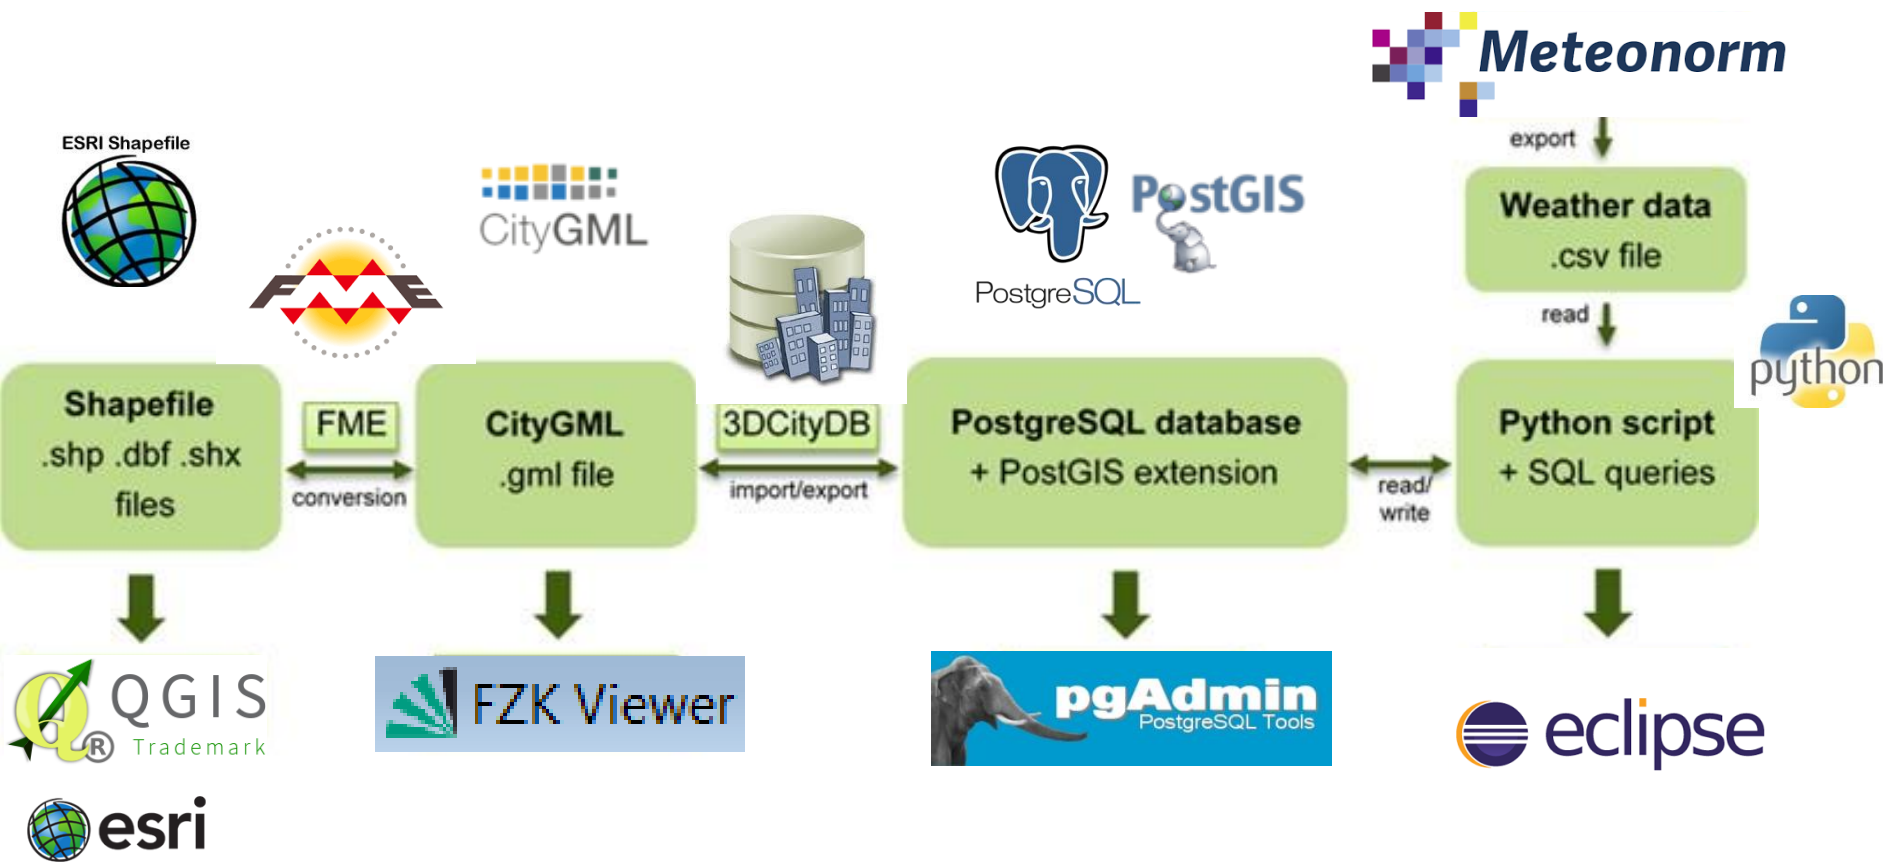 Meteonorm
export
Weather data
.csv file
read
python
ESRI Shapefile
FME
CityGML
PostgreSQL
PostGIS
Shapefile
.shp .dbf .shx
files
FME
conversion
CityGML
.gml file
3DCityDB
import/export
PostgreSQL database
+ PostGIS extension
read/
write
Python script
+ SQL queries
QGIS
Trademark
®
FZK Viewer
pgAdmin
PostgreSQL Tools
eclipse
esri